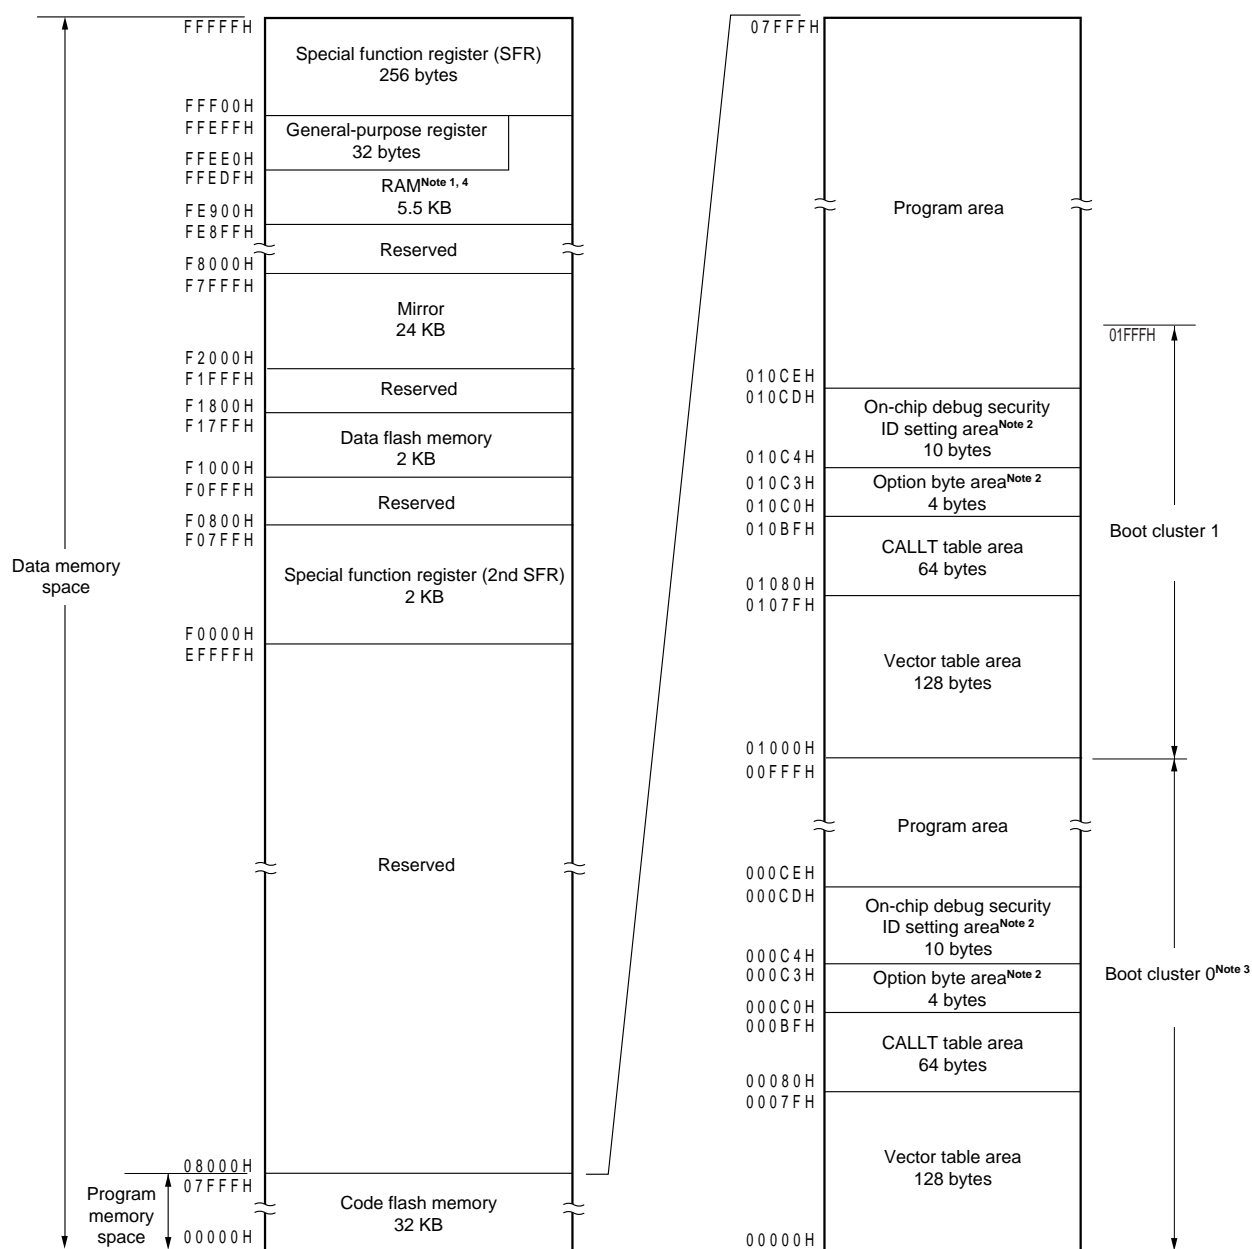 FFFFFH
Special function register (SFR)
256 bytes
FFF00H
FFEFFH
General-purpose register
32 bytes
FFEE0H
FFEDFH
RAMNote 1, 4
5.5 KB
FE900H
FE8FFH
Reserved
F8000H
F7FFFH
Mirror
24 KB
F2000H
F1FFFH
Reserved
F1800H
F17FFH
Data flash memory
2 KB
F1000H
F0FFFH
Reserved
F0800H
F07FFH
Data memory
space
Special function register (2nd SFR)
2 KB
F0000H
EFFFFH
Reserved
08000H
07FFFH
Program
memory
space
Code flash memory
32 KB
00000H
07FFFH
Program area
01FFFH
010CEH
010CDH
On-chip debug security
ID setting areaNote 2
10 bytes
010C4H
010C3H
Option byte areaNote 2
4 bytes
010C0H
010BFH
Boot cluster 1
CALLT table area
64 bytes
01080H
0107FH
Vector table area
128 bytes
01000H
00FFFH
Program area
000CEH
000CDH
On-chip debug security
ID setting areaNote 2
10 bytes
000C4H
000C3H
Option byte areaNote 2
4 bytes
Boot cluster 0Note 3
000C0H
000BFH
CALLT table area
64 bytes
00080H
0007FH
Vector table area
128 bytes
00000H